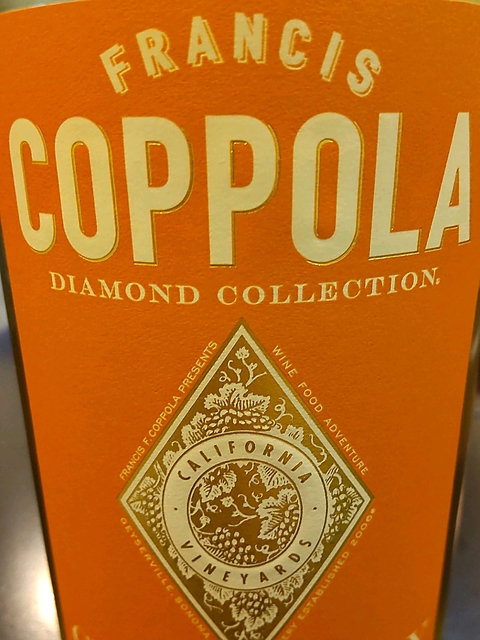 FRANCIS
COPPOLA
DIAMOND COLLECTION.
FRANCIS F. COPPOLA PRESENTS
WINE FOOD ADVENTURE
CALIFORNIA
VINEYARDS
GEYSERVILLE, SONOMA
ESTABLISHED 2006